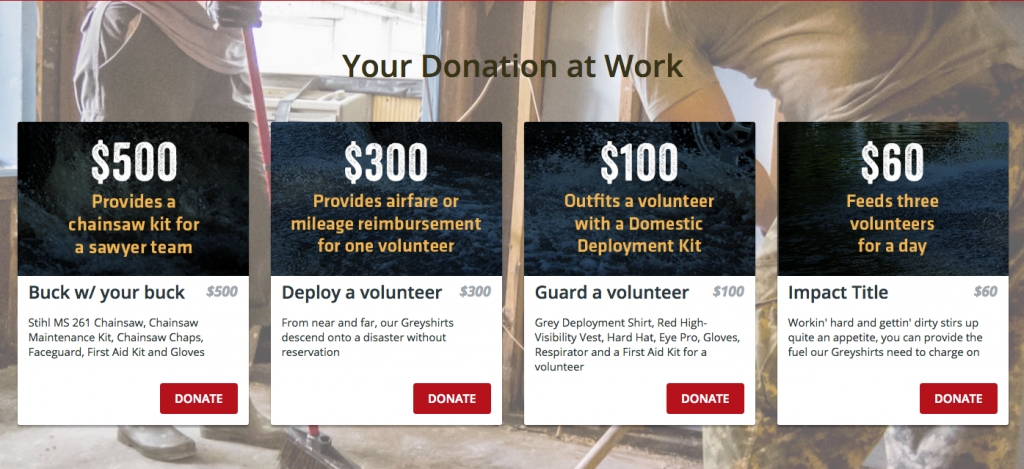 Your Donation at Work
$500
Provides a
chainsaw kit for
a sawyer team
Buck w/ your buck $500
Stihl MS 261 Chainsaw, Chainsaw
Maintenance Kit, Chainsaw Chaps,
Faceguard, First Aid Kit and Gloves
DONATE
$300
Provides airfare or
mileage reimbursement
for one volunteer
Deploy a volunteer $300
From near and far, our Greyshirts
descend onto a disaster without
reservation
DONATE
$100
Outfits a volunteer
with a Domestic
Deployment Kit
Guard a volunteer $100
Grey Deployment Shirt, Red High-
Visibility Vest, Hard Hat, Eye Pro, Gloves,
Respirator and a First Aid Kit for a
volunteer
DONATE
$60
Feeds three
volunteers
for a day
Impact Title $60
Workin' hard and gettin' dirty stirs up
quite an appetite, you can provide the
fuel our Greyshirts need to charge on
DONATE